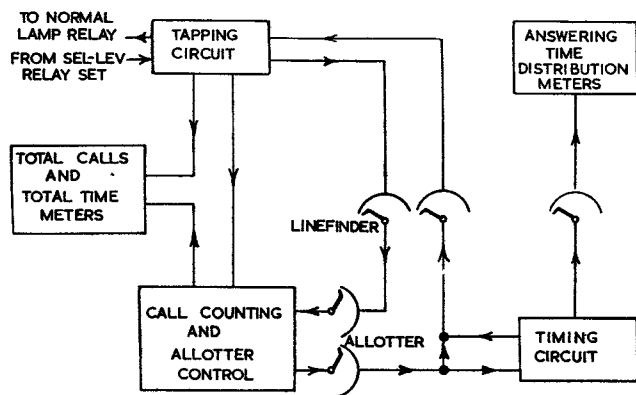 TO NORMAL
LAMP RELAY
FROM SEL-LEV
RELAY SET
TAPPING
CIRCUIT
ANSWERING
TIME
DISTRIBUTION
METERS
TOTAL CALLS
AND
TOTAL TIME
METERS
LINEFINDER
CALL COUNTING
AND
ALLOTTER
CONTROL
ALLOTTER
TIMING
CIRCUIT